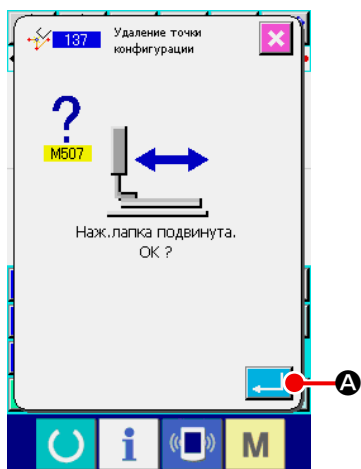 137
Удаление точки
конфигурации
?
M507
Наж.лапка подвинута.
OK ?
A
i
M